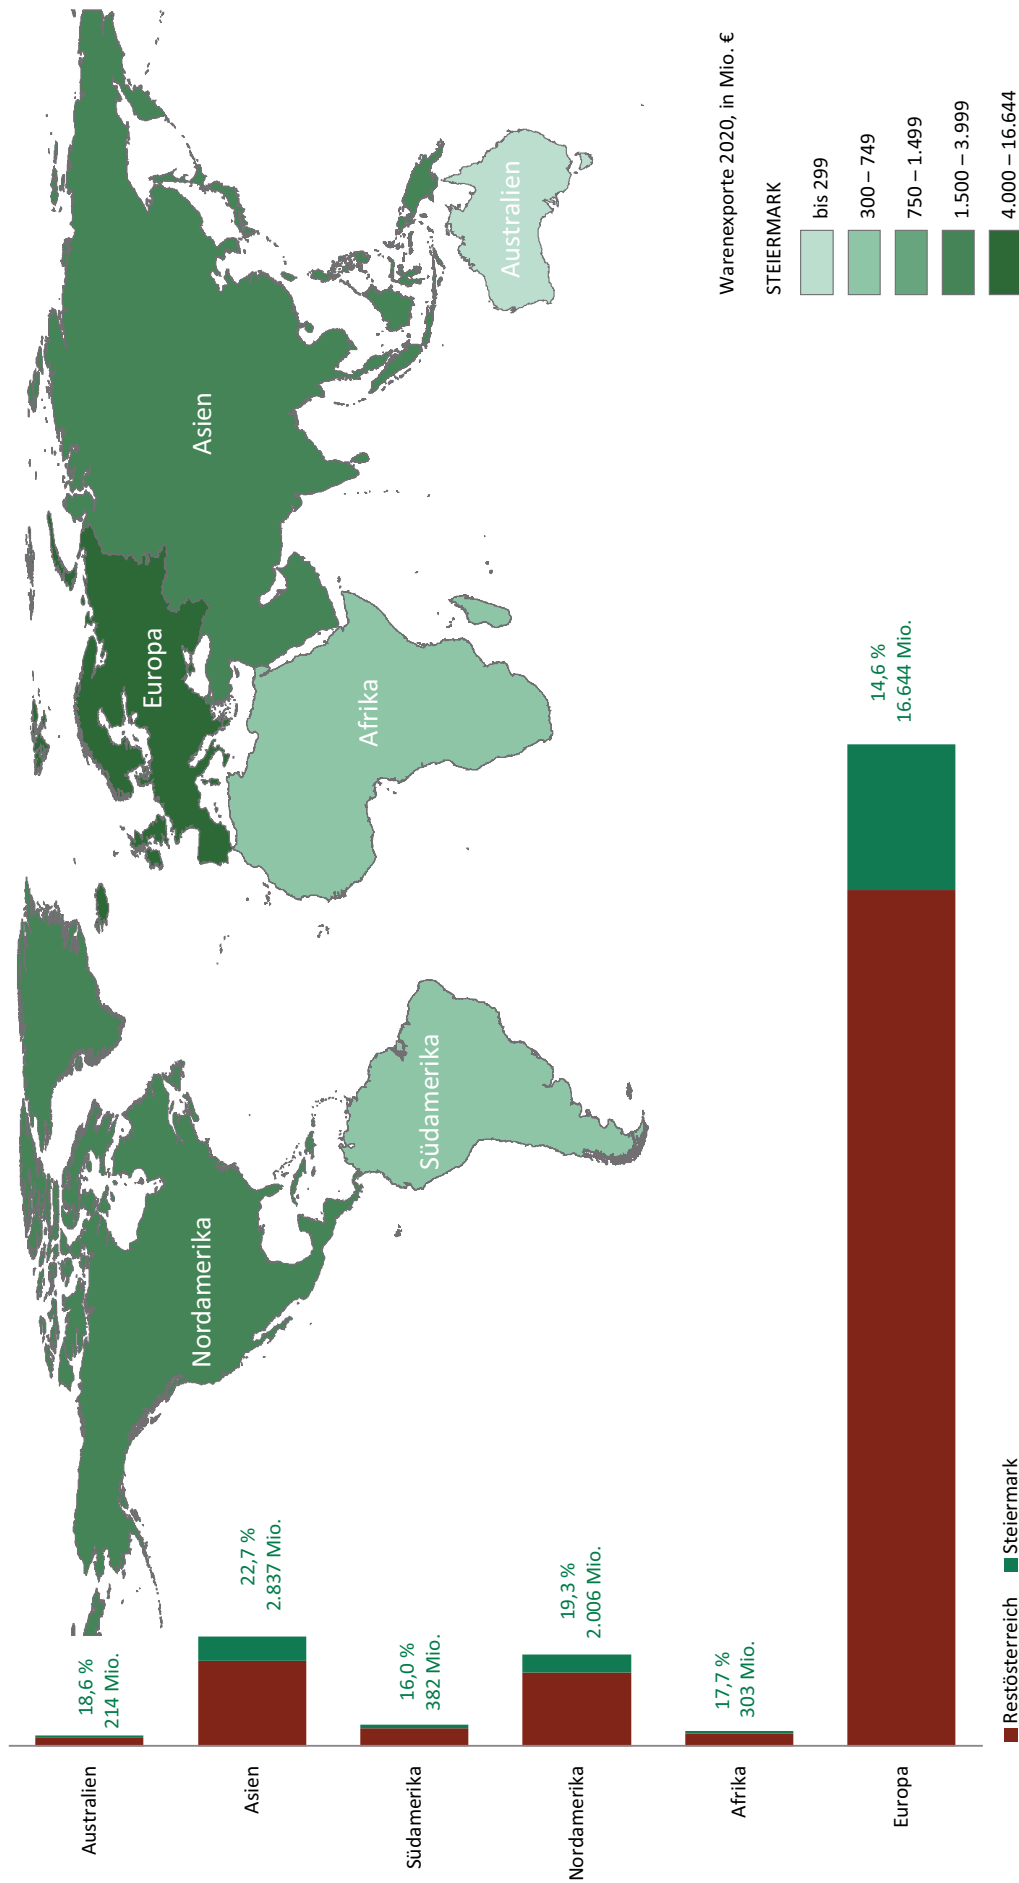 Nordamerika
Südamerika
Europa
Afrika
Asien
Australien
Warenexporte 2020, in Mio. €
STEIERMARK
bis 299
300 – 749
750 – 1.499
1.500 – 3.999
4.000 – 16.644
Australien
18,6 %
214 Mio.
Asien
22,7 %
2.837 Mio.
Südamerika
16,0 %
382 Mio.
Nordamerika
19,3 %
2.006 Mio.
Afrika
17,7 %
303 Mio.
Europa
14,6 %
16.644 Mio.
Restösterreich
Steiermark